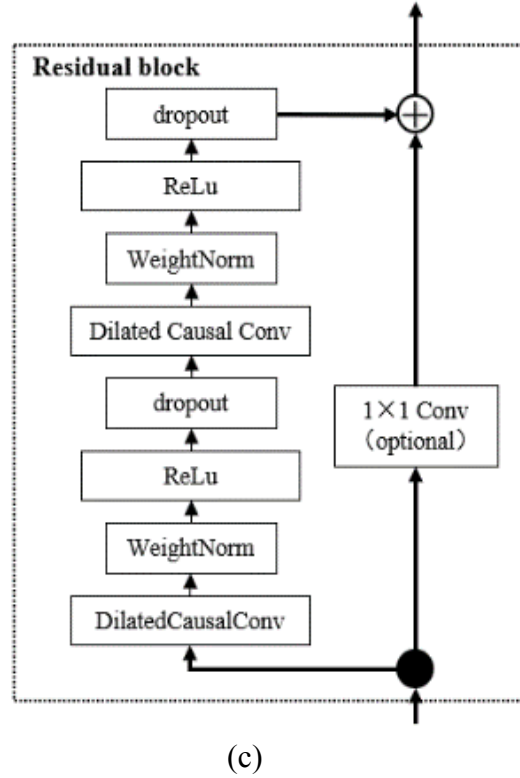 Residual block
dropout
ReLu
WeightNorm
Dilated Causal Conv
dropout
1×1 Conv
（optional）
ReLu
WeightNorm
DilatedCausalConv
(c)